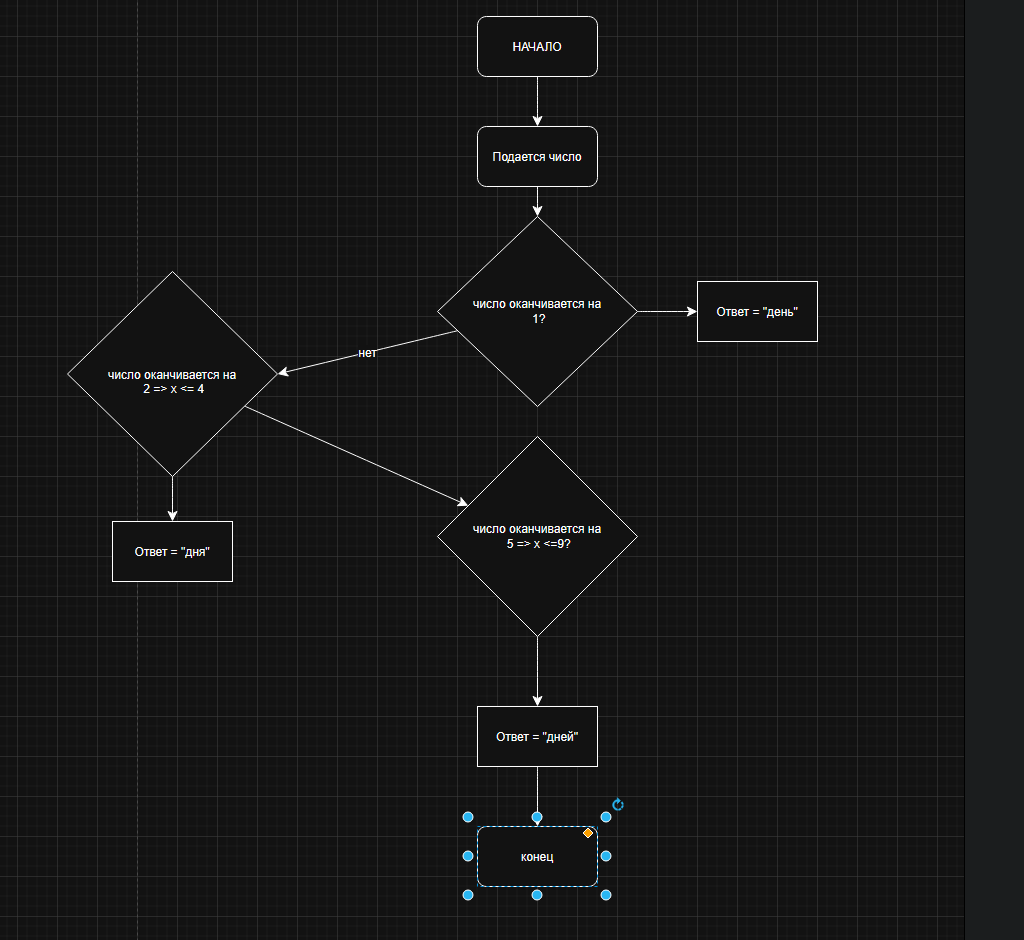 НАЧАЛО
Подается число
число оканчивается на
1?
Ответ = "день"
нет
число оканчивается на
2 => x <= 4
число оканчивается на
5 => x <=9?
Ответ = "дня"
Ответ = "дней"
конец